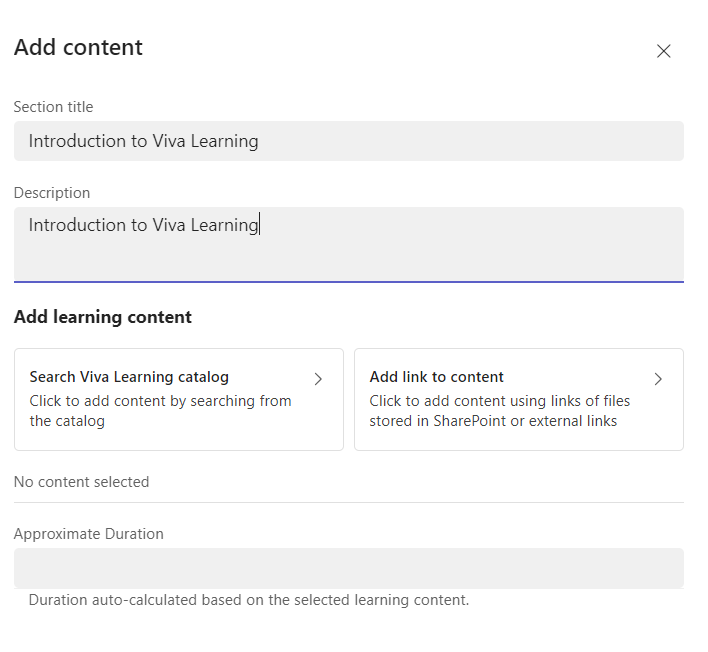 Add content
Section title
Introduction to Viva Learning
Description
Introduction to Viva Learning
Add learning content
Search Viva Learning catalog
Click to add content by searching from
the catalog
Add link to content
Click to add content using links of files
stored in SharePoint or external links
No content selected
Approximate Duration
Duration auto-calculated based on the selected learning content.